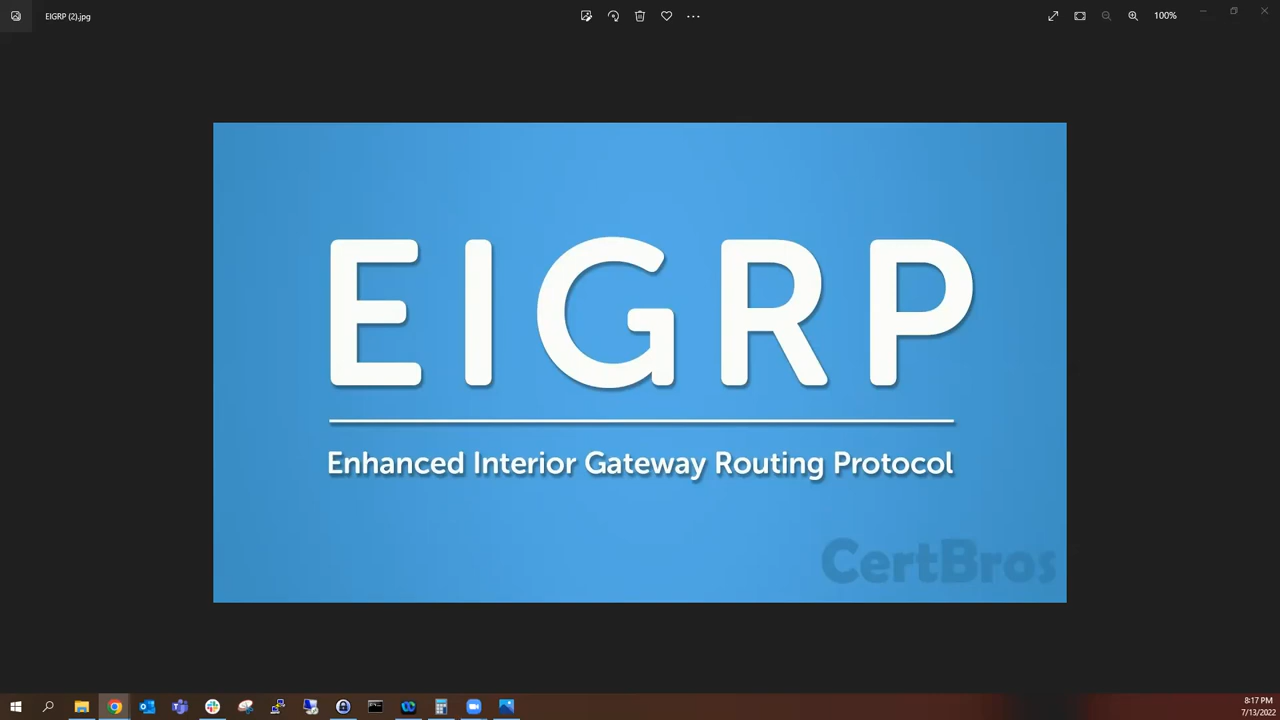 EIGRP (2).jpg
100%
EIGRP
Enhanced Interior Gateway Routing Protocol
CertBros
8:17 PM
7/13/2022